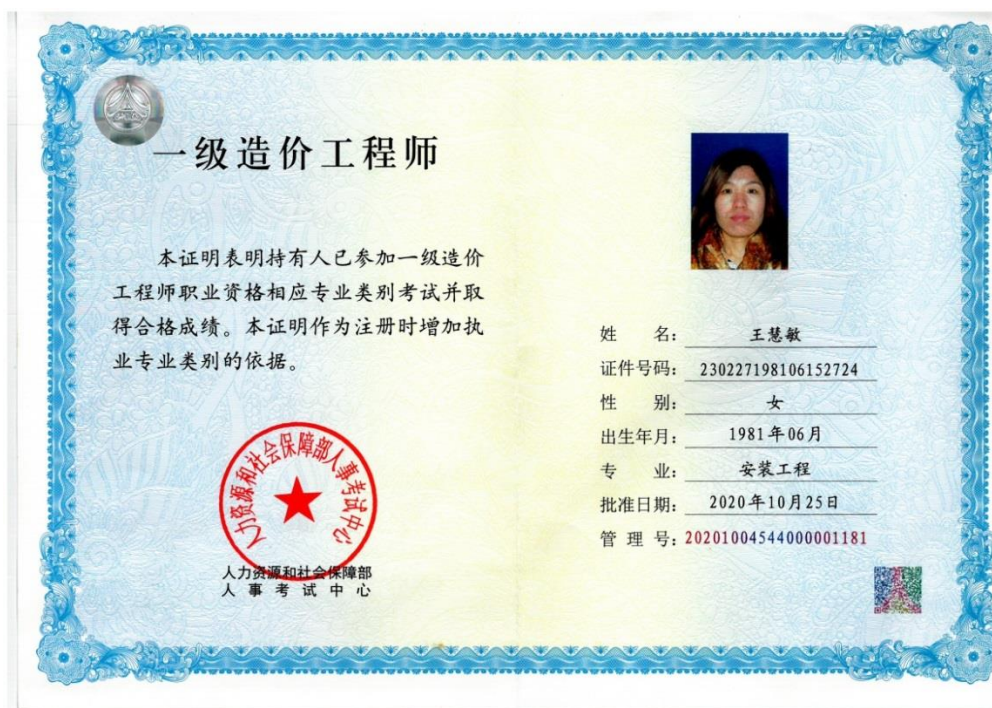 一级造价工程师
本证明表明持有人已参加一级造价
工程师职业资格相应专业类别考试并取
得合格成绩。本证明作为注册时增加执
业专业类别的依据。
人力资源和社会保障部人事考试中心
人力资源和社会保障部
人事考试中心
姓 名: 王慧敏
证件号码: 230227198106152724
性 别: 女
出生年月: 1981年06月
专 业: 安装工程
批准日期: 2020年10月25日
管 理 号: 20201004544000001181